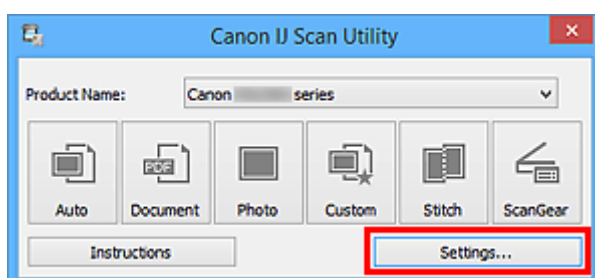 Canon IJ Scan Utility
Product Name: Canon series
PDF
Auto Document Photo Custom Stitch ScanGear
Instructions Settings...